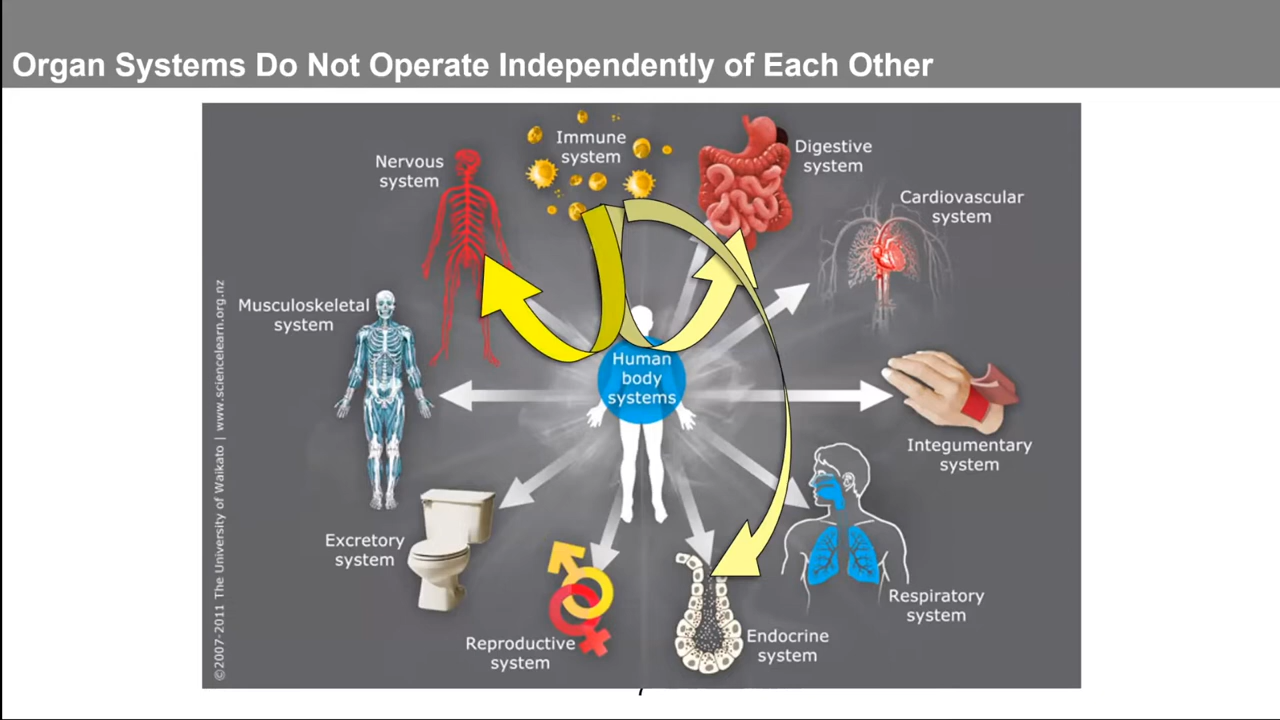 Organ Systems Do Not Operate Independently of Each Other
Immune
system
Digestive
system
Nervous
system
Cardiovascular
system
Musculoskeletal
system
Human
body
systems
Integumentary
system
Excretory
system
Respiratory
system
Reproductive
system
Endocrine
system
©2007-2011 The University of Waikato | www.sciencelearn.org.nz